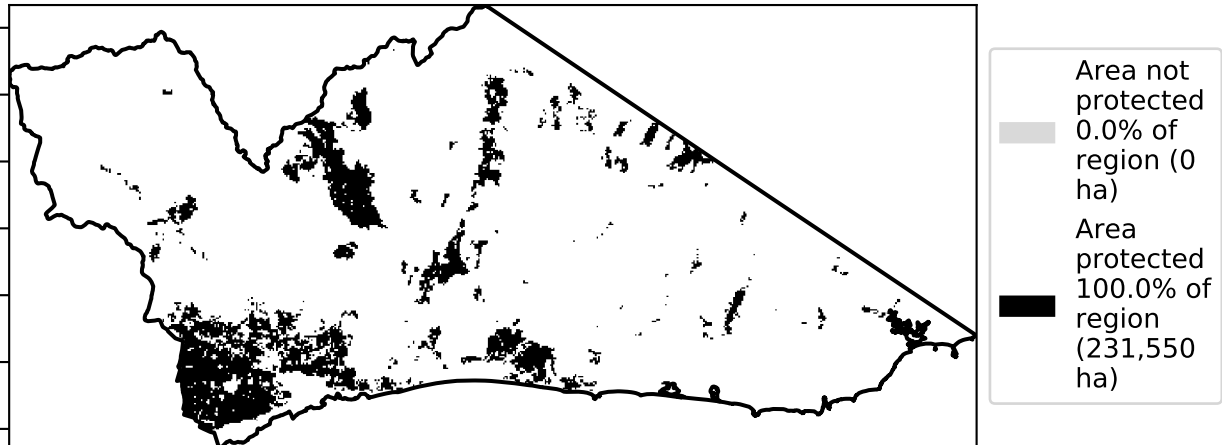 Area not
protected
0.0% of
region (0
ha)
Area
protected
100.0% of
region
(231,550
ha)